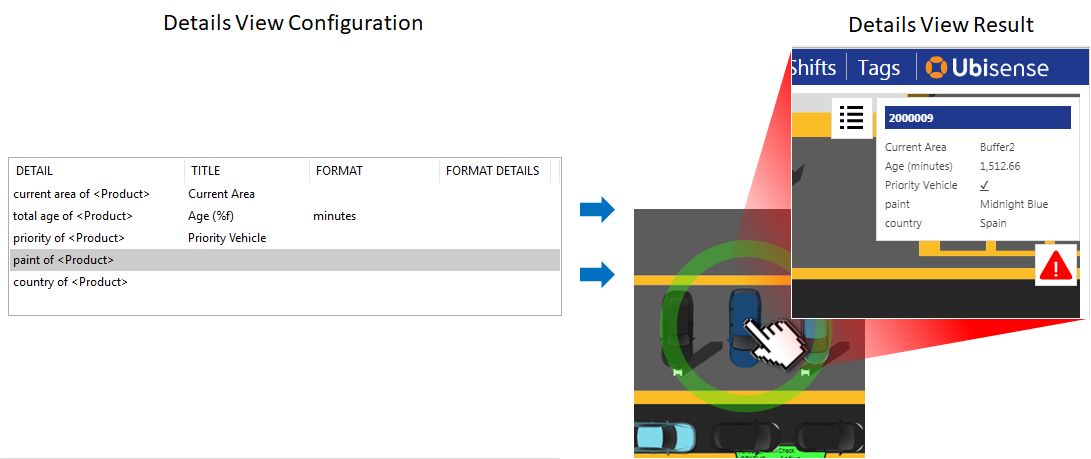 Details View Configuration
Details View Result
DETAIL TITLE FORMAT FORMAT DETAILS
current area of <Product> Current Area
total age of <Product> Age (%f) minutes
priority of <Product> Priority Vehicle
paint of <Product>
country of <Product>
Shifts Tags Ubisense
2000009
Current Area Buffer2
Age (minutes) 1,512.66
Priority Vehicle ✓
paint Midnight Blue
country Spain